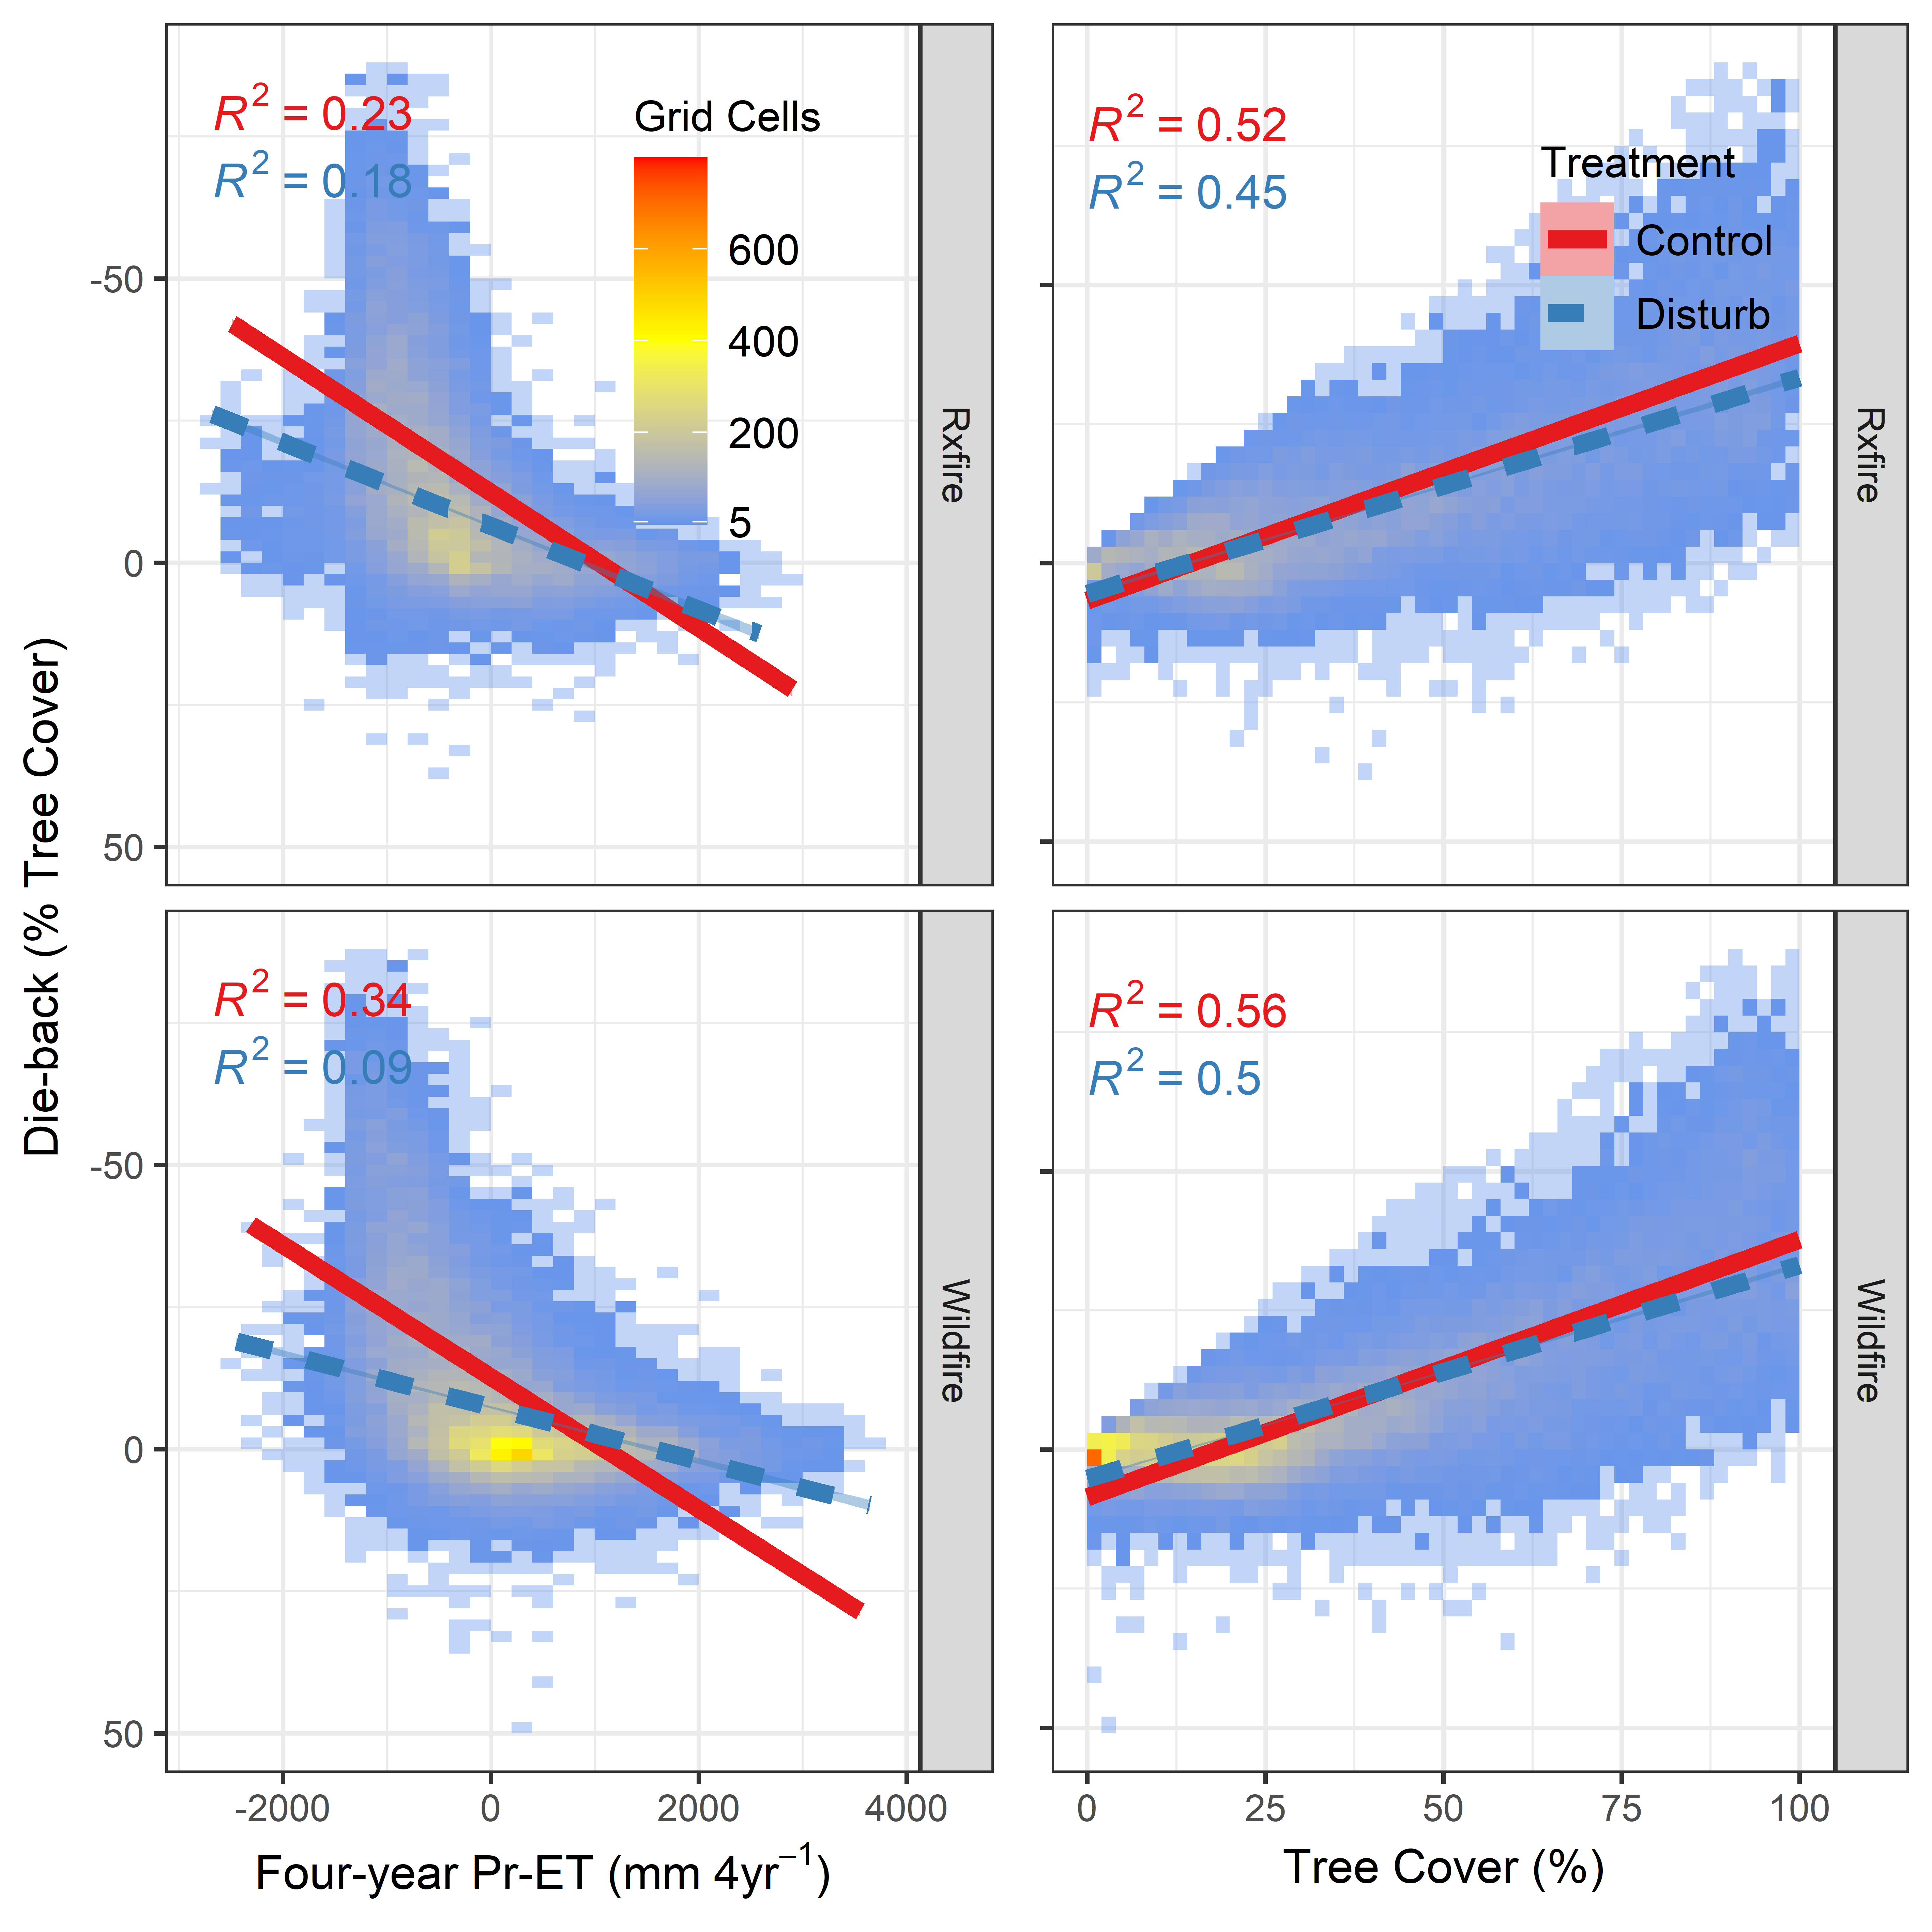 Die-back (% Tree Cover)
R² = 0.23
R² = 0.18
Grid Cells
600
400
200
5
-50
0
50
Rxfire
R² = 0.52
R² = 0.45
Treatment
Control
Disturb
Rxfire
R² = 0.34
R² = 0.09
-50
0
50
Wildfire
R² = 0.56
R² = 0.5
Wildfire
-2000 0 2000 4000
Four-year Pr-ET (mm 4yr⁻¹)
0 25 50 75 100
Tree Cover (%)